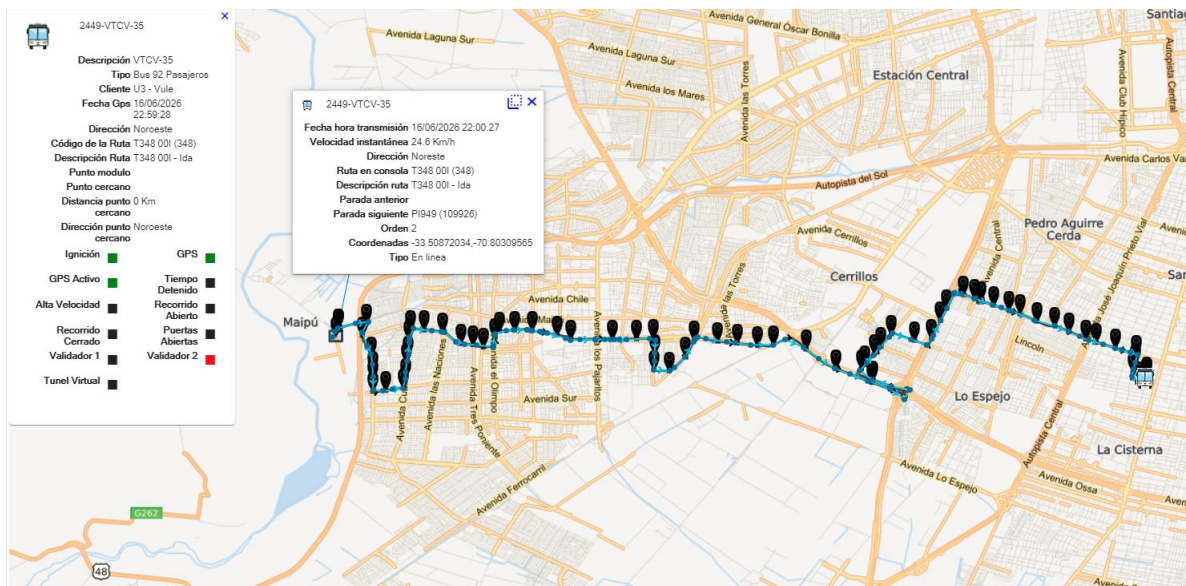 2449-VTCV-35
Descripción VTCV-35
Tipo Bus 92 Pasajeros
Cliente U3 - Vule
Fecha Gps 16/06/2026
22:59:28
Dirección Noroeste
Código de la Ruta T348 00I (348)
Descripción Ruta T348 00I - Ida
Punto modulo
Punto cercano
Distancia punto 0 Km
cercano
Dirección punto Noroeste
cercano
Ignición
GPS
GPS Activo
Tiempo
Detenido
Alta Velocidad
Recorrido
Abierto
Recorrido
Cerrado
Puertas
Abiertas
Validador 1
Validador 2
Tunel Virtual
2449-VTCV-35
Fecha hora transmisión 16/06/2026 22:00:27
Velocidad instantánea 24.6 Km/h
Dirección Noreste
Ruta en consola T348 00I (348)
Descripción ruta T348 00I - Ida
Parada anterior
Parada siguiente PI949 (109926)
Orden 2
Coordenadas -33.50872034,-70.80309565
Tipo En linea
Avenida Laguna Sur
Avenida General Óscar Bonilla
Laguna Sur
Avenida los Mares
Avenida las Torres
Estación Central
Santiag
Avenida Club Hípico
Avenida Carlos Va
Autopista del Sol
Pedro Aguirre
Cerda
Avenida Cerrillos
Cerrillos
Avenida Central
Avenida José Joaquín Prieto Vial
San
Maipú
Avenida Chile
Avenida las Naciones
Avenida Tres Poniente
Avenida Sur
Avenida los Pajaritos
Avenida Ferrocarril
Lincoln
Lo Espejo
Autopista Central
La Cisterna
Avenida Lo Espejo
Avenida Ossa
Aven
G262
48